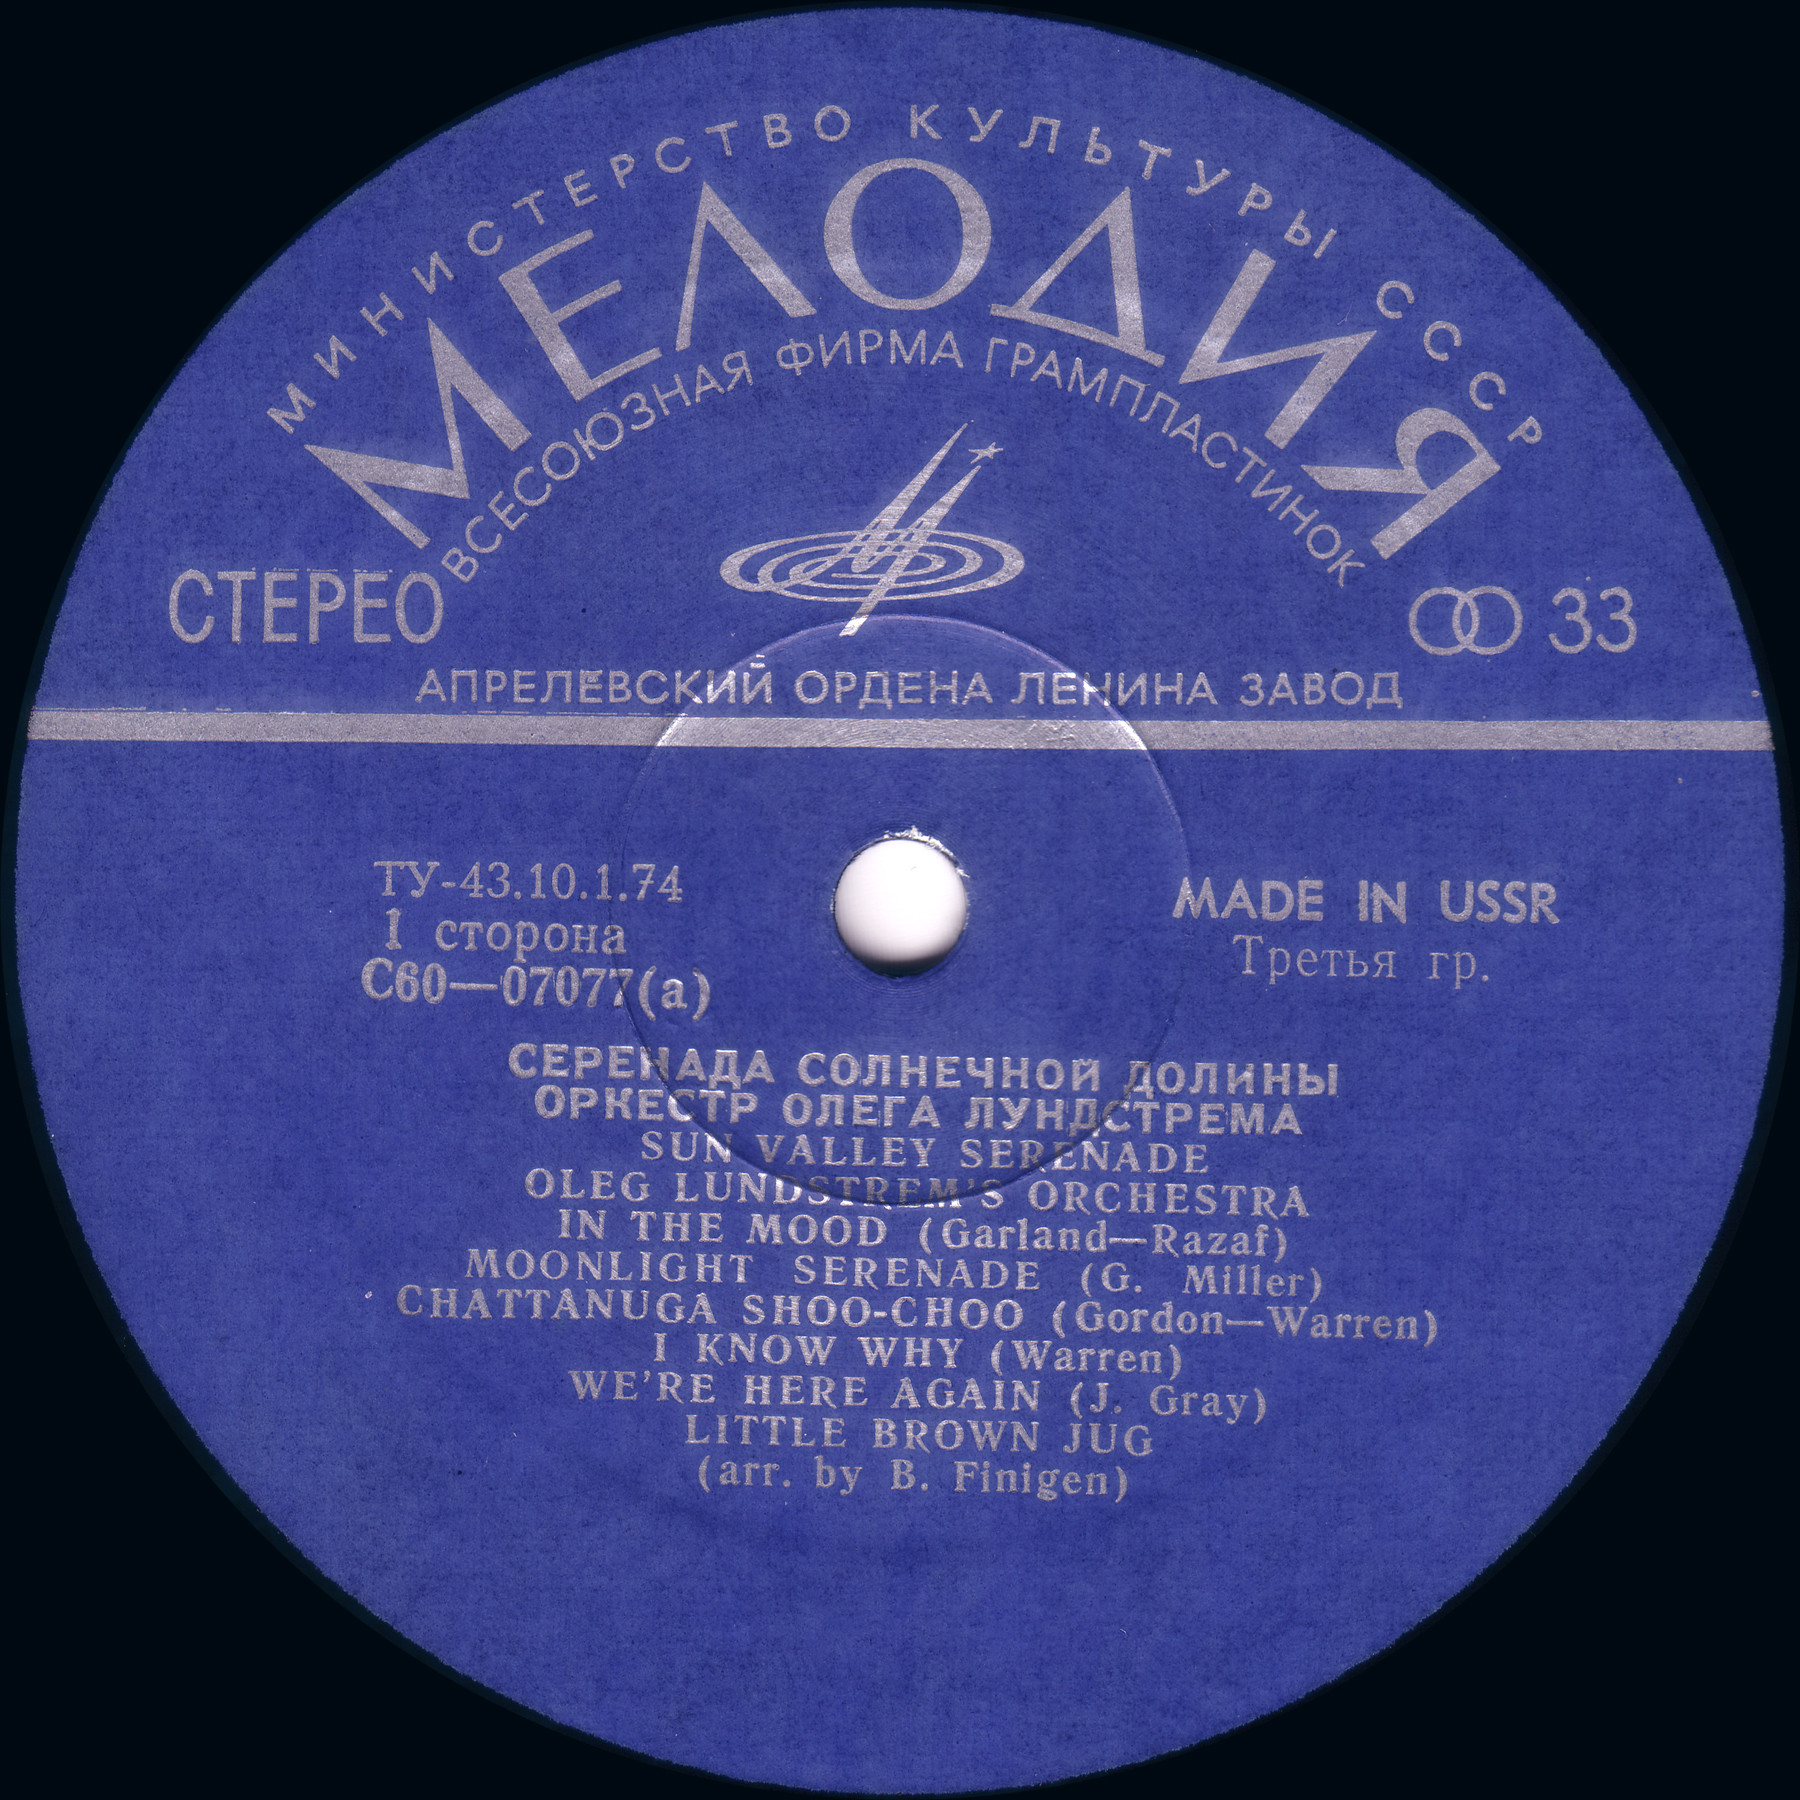 МИНИСТЕРСТВО КУЛЬТУРЫ СССР
МЕЛОДИЯ
ВСЕСОЮЗНАЯ ФИРМА ГРАМПЛАСТИНОК
СТЕРЕО
33
АПРЕЛЕВСКИЙ ОРДЕНА ЛЕНИНА ЗАВОД
ТУ-43.10.1.74
1 сторона
С60—07077(а)
MADE IN USSR
Третья гр.
СЕРЕНАДА СОЛНЕЧНОЙ ДОЛИНЫ
ОРКЕСТР ОЛЕГА ЛУНДСТРЕМА
SUN VALLEY SERENADE
OLEG LUNDSTREM'S ORCHESTRA
IN THE MOOD (Garland—Razaf)
MOONLIGHT SERENADE (G. Miller)
CHATTANUGA SHOO-CHOO (Gordon—Warren)
I KNOW WHY (Warren)
WE'RE HERE AGAIN (J. Gray)
LITTLE BROWN JUG
(arr. by B. Finigen)